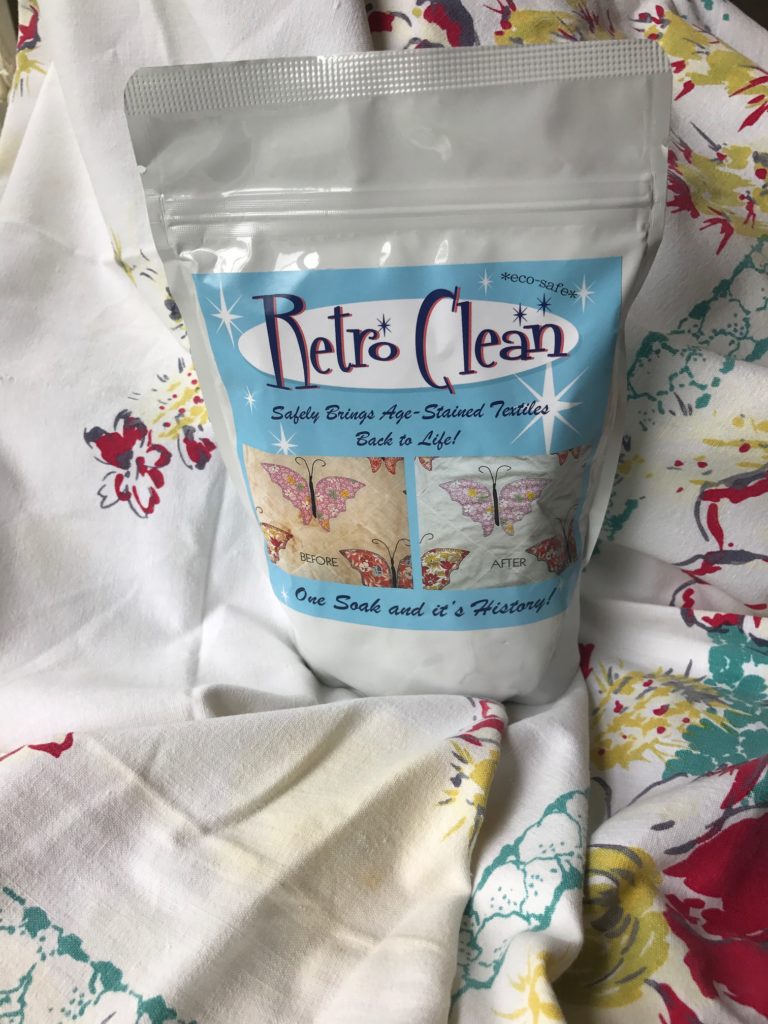 *eco-safe*
Retro Clean
Safely Brings Age-Stained Textiles
Back to Life!
BEFORE
AFTER
One Soak and it's History!